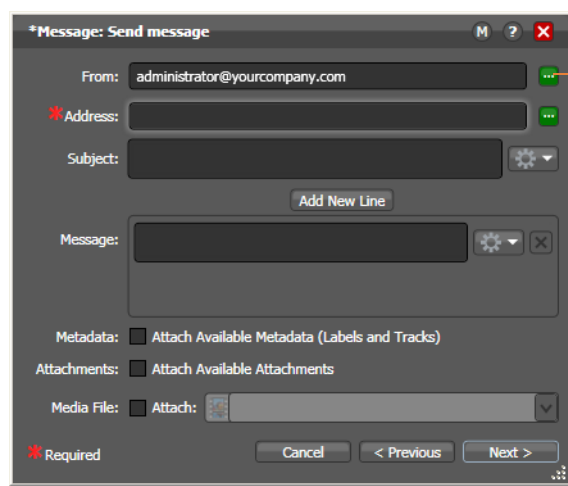 *Message: Send message M ?
From: administrator@yourcompany.com
*Address:
Subject:
Add New Line
Message:
Metadata: Attach Available Metadata (Labels and Tracks)
Attachments: Attach Available Attachments
Media File: Attach:
*Required Cancel < Previous Next >